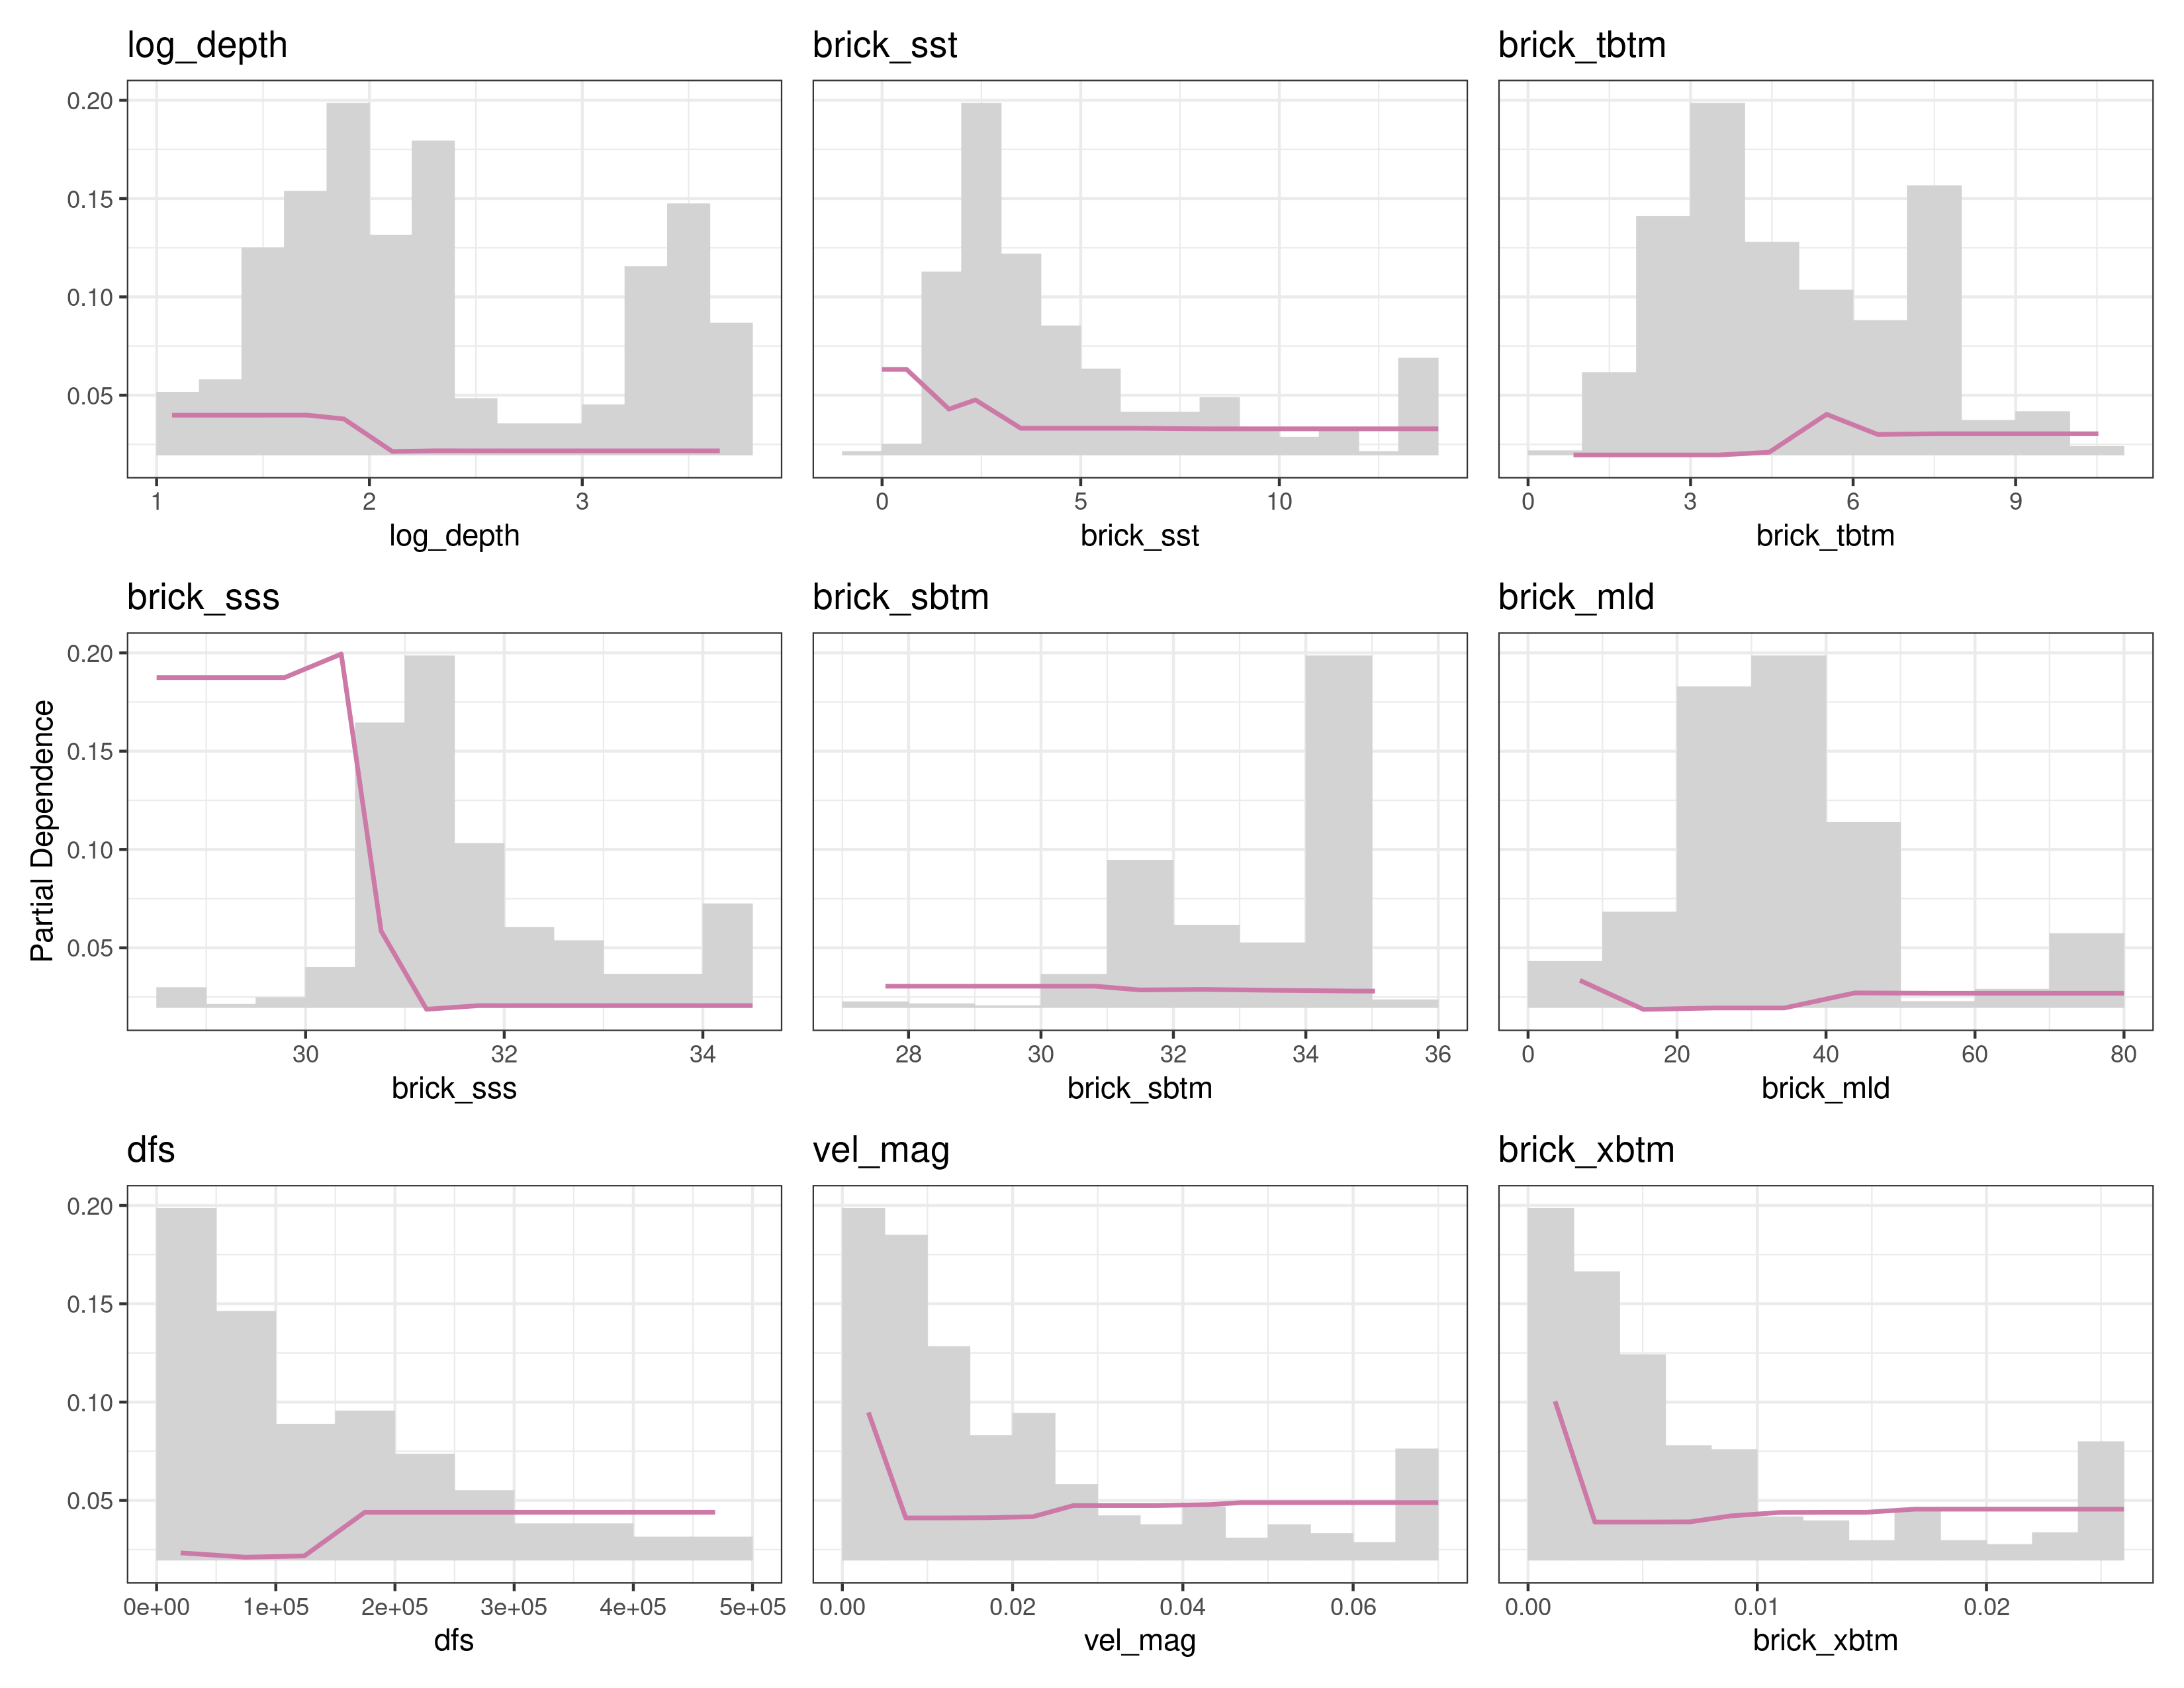 log_depth
brick_sst
brick_tbtm
0.20
0.15
0.10
0.05
1 2 3
0 5 10
0 3 6 9
log_depth
brick_sst
brick_tbtm
brick_sss
brick_sbtm
brick_mld
Partial Dependence
0.20
0.15
0.10
0.05
30 32 34
28 30 32 34 36
0 20 40 60 80
brick_sss
brick_sbtm
brick_mld
dfs
vel_mag
brick_xbtm
0.20
0.15
0.10
0.05
0e+00 1e+05 2e+05 3e+05 4e+05 5e+05
0.00 0.02 0.04 0.06
0.00 0.01 0.02
dfs
vel_mag
brick_xbtm